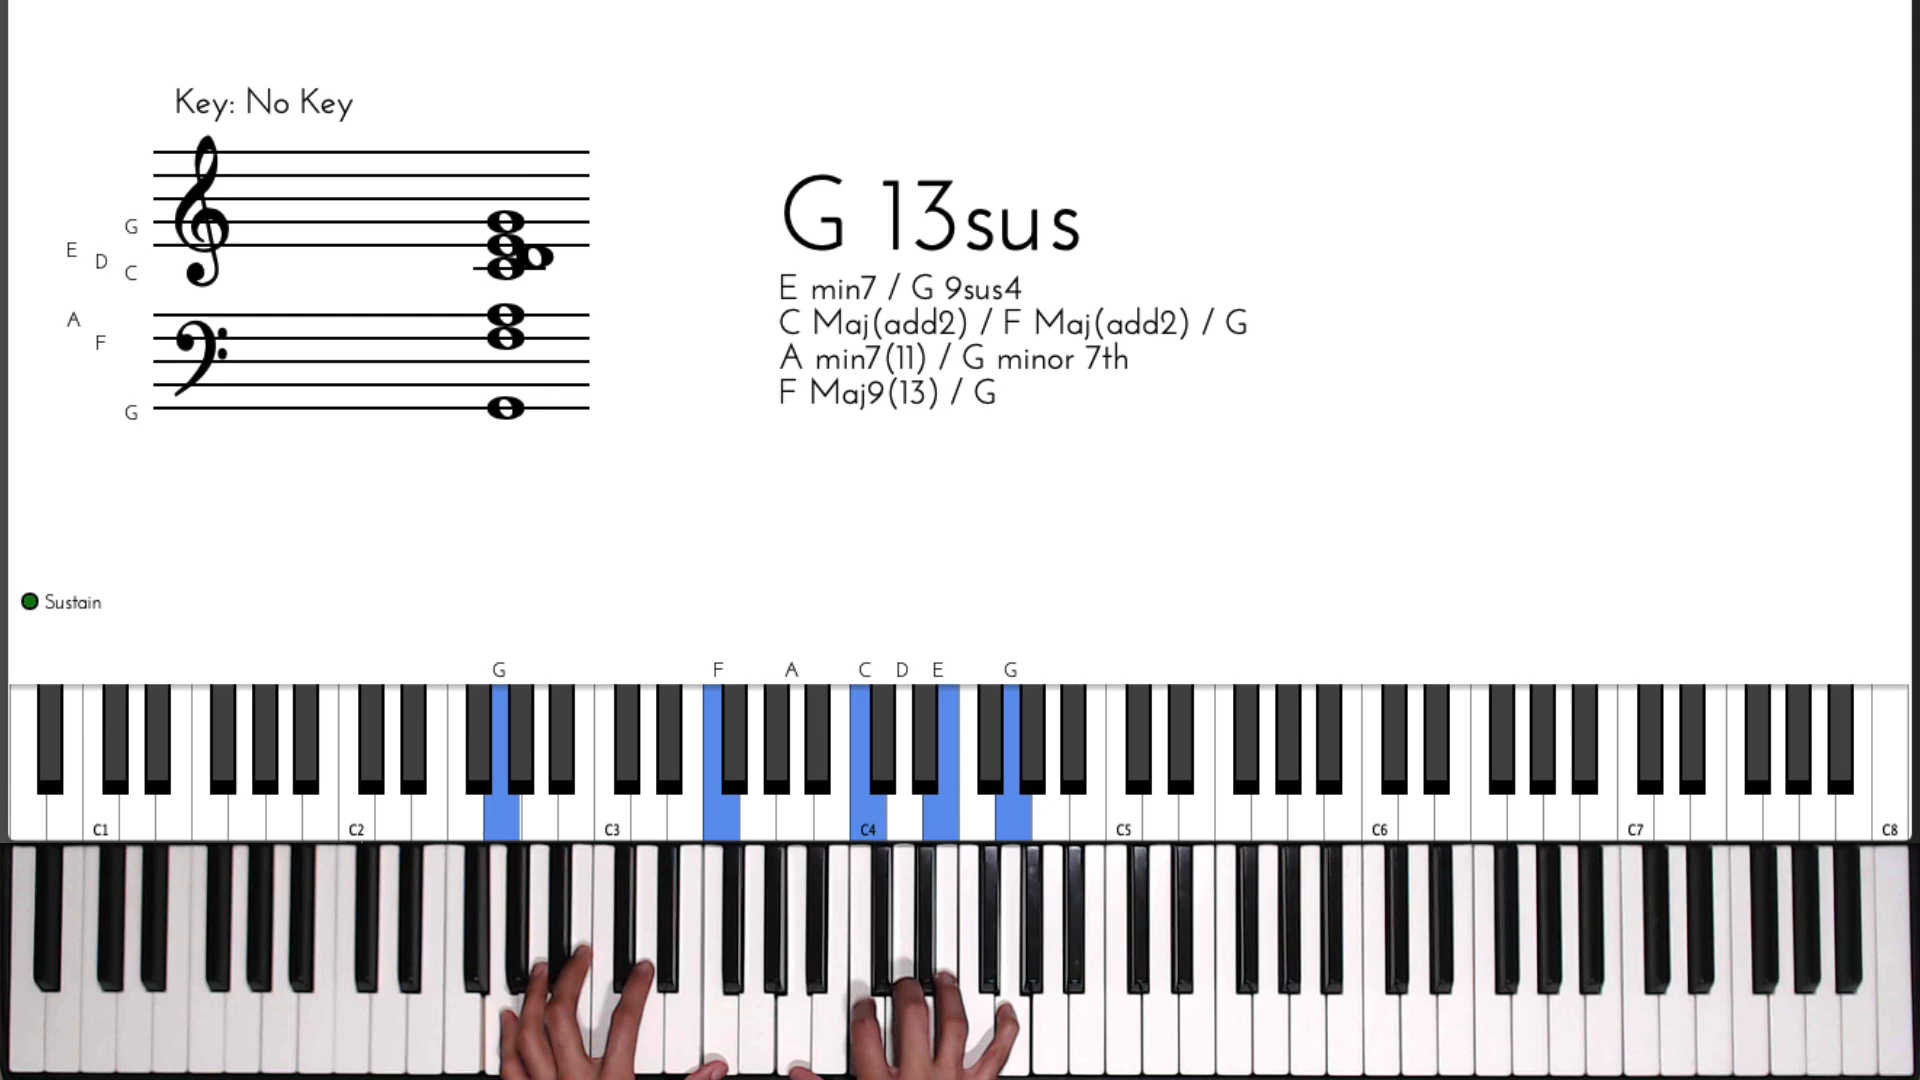 Key: No Key
G
E
D
C
A
F
G
G 13sus
E min7 / G 9sus4
C Maj(add2) / F Maj(add2) / G
A min7(11) / G minor 7th
F Maj9(13) / G
Sustain
G F A C D E G
C1 C2 C3 C4 C5 C6 C7 C8